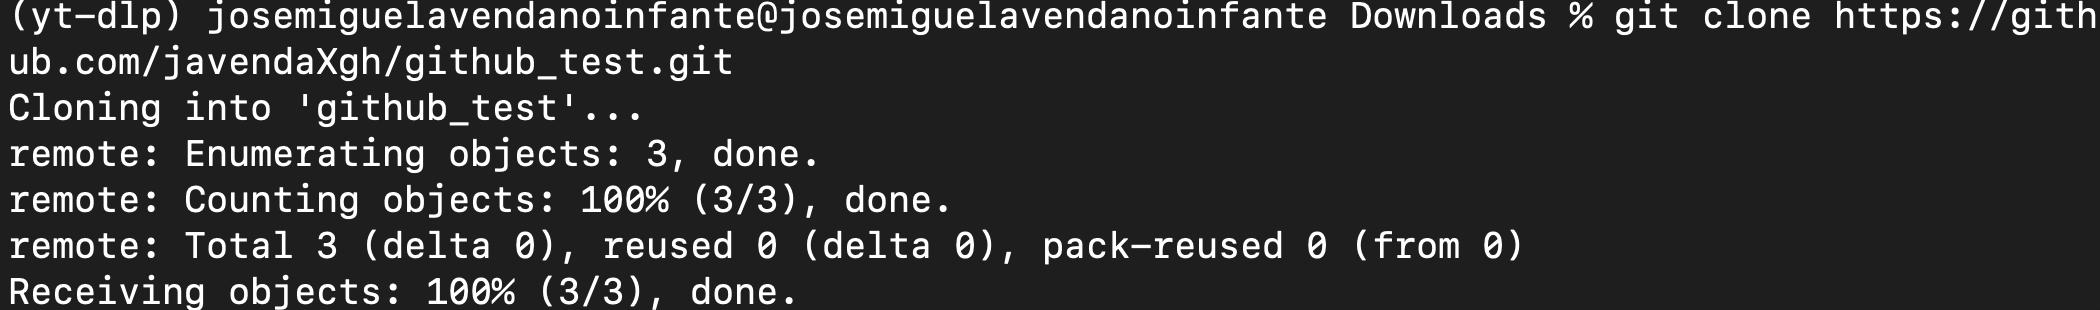 (yt-dlp) josemiguelavendanoinfante@josemiguelavendanoinfante Downloads % git clone https://gith
ub.com/javendaXgh/github_test.git
Cloning into 'github_test'...
remote: Enumerating objects: 3, done.
remote: Counting objects: 100% (3/3), done.
remote: Total 3 (delta 0), reused 0 (delta 0), pack-reused 0 (from 0)
Receiving objects: 100% (3/3), done.